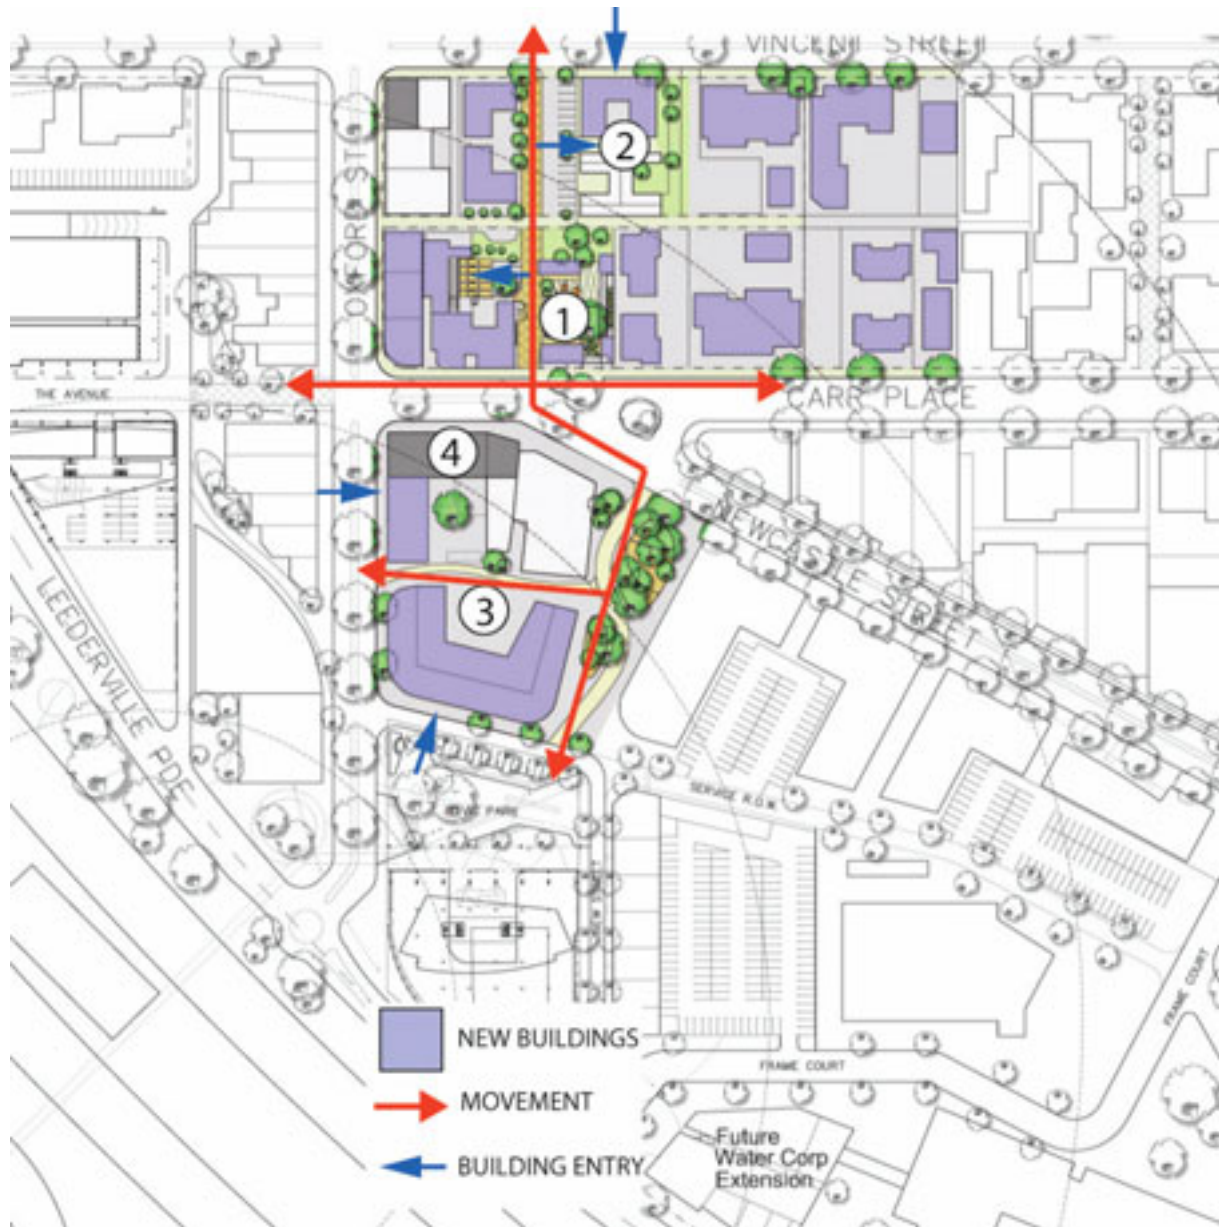 VINCENT STREET
OXFORD ST
2
1
THE AVENUE
CARR PLACE
4
NEWCASTLE STREET
3
LEEDERVILLE PDE
SERVICE R.O.W.
PARK
FRAME COURT
FRAME COURT
NEW BUILDINGS
MOVEMENT
BUILDING ENTRY
Future
Water Corp
Extension